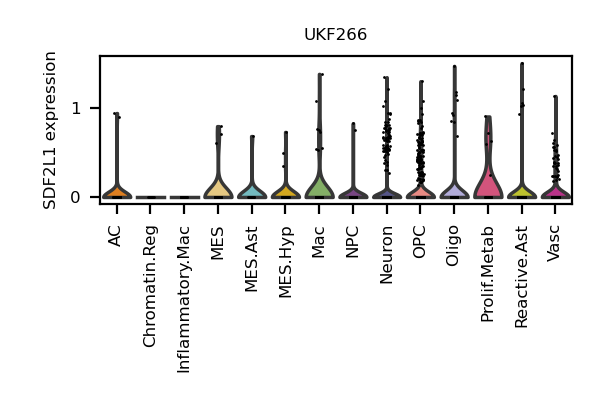 UKF266
SDF2L1 expression
1
0
AC
Chromatin.Reg
Inflammatory.Mac
MES
MES.Ast
MES.Hyp
Mac
NPC
Neuron
OPC
Oligo
Prolif.Metab
Reactive.Ast
Vasc